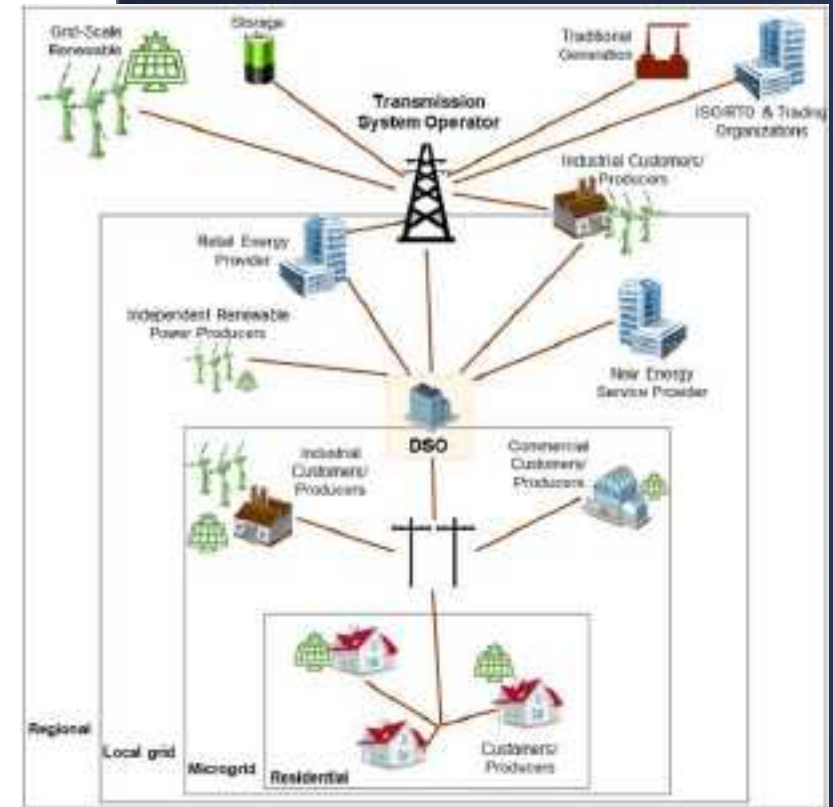 Grid-Scale
Renewable
Storage
Traditional
Generation
ISO/RTO & Trading
Organizations
Transmission
System Operator
Industrial Customers/
Producers
Retail Energy
Provider
Independent Renewable
Power Producers
New Energy
Service Provider
DSO
Industrial
Customers/
Producers
Commercial
Customers/
Producers
Customers/
Producers
Regional
Local grid
Microgrid
Residential